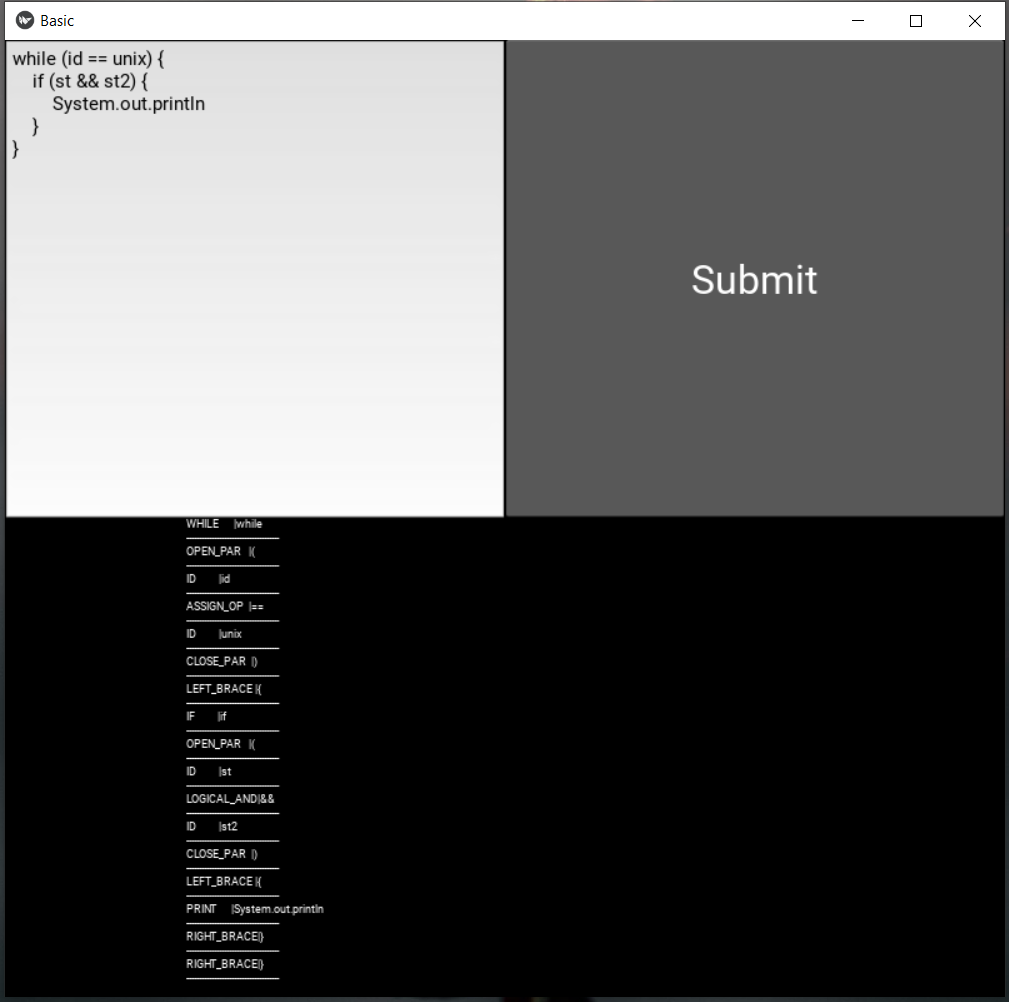 Basic
while (id == unix) {
    if (st && st2) {
        System.out.println
    }
}
Submit
WHILE |while
OPEN_PAR |(
ID |id
ASSIGN_OP |==
ID |unix
CLOSE_PAR |)
LEFT_BRACE |{
IF |if
OPEN_PAR |(
ID |st
LOGICAL_AND|&&
ID |st2
CLOSE_PAR |)
LEFT_BRACE |{
PRINT |System.out.println
RIGHT_BRACE|}
RIGHT_BRACE|}